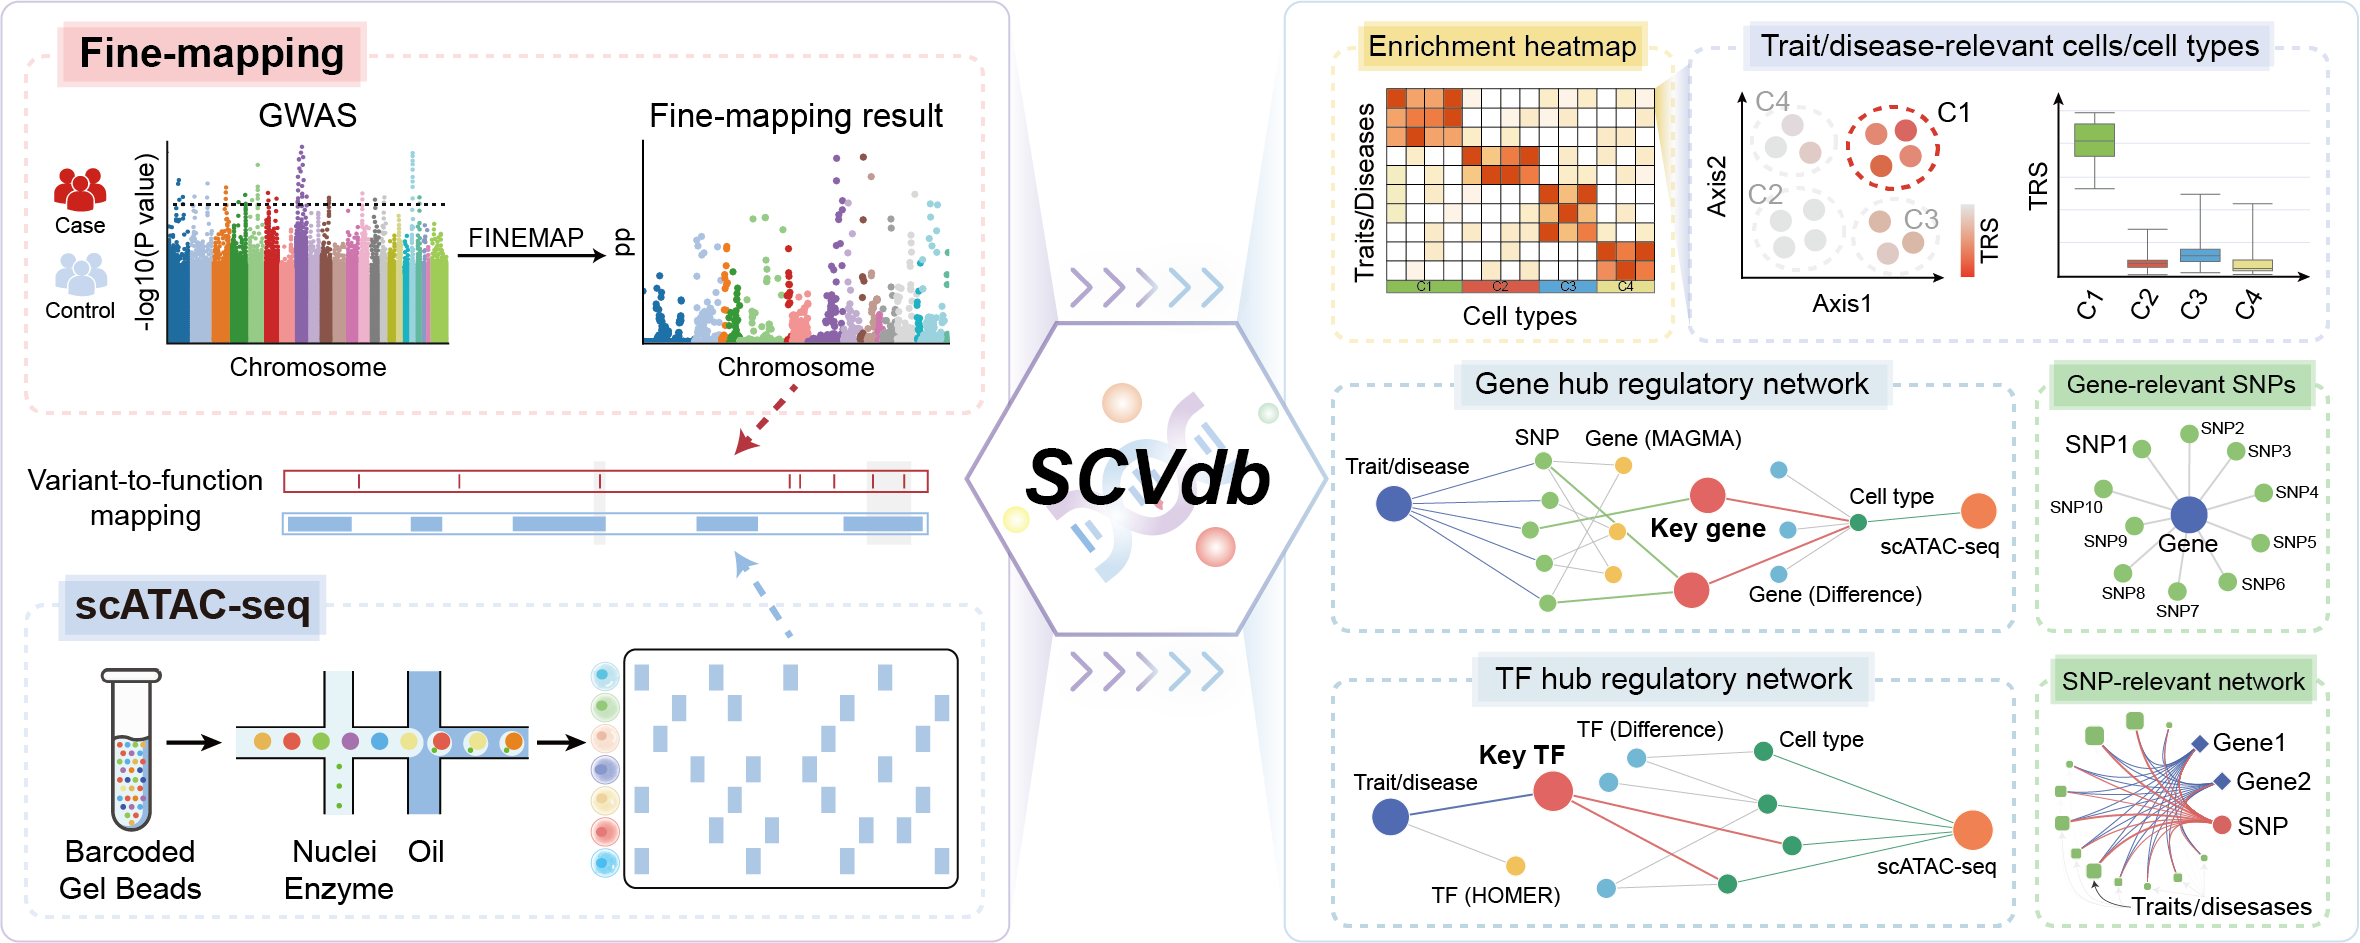 Fine-mapping
GWAS
Fine-mapping result
Case
Control
-log10(P value)
FINEMAP
pp
Chromosome
Chromosome
Variant-to-function
mapping
scATAC-seq
Barcoded
Gel Beads
Nuclei
Enzyme
Oil
SCVdb
Enrichment heatmap
Traits/Diseases
C1
C2
C3
C4
Cell types
Trait/disease-relevant cells/cell types
Axis2
C4
C1
C2
C3
TRS
Axis1
TRS
C1
C2
C3
C4
Gene hub regulatory network
Trait/disease
SNP
Gene (MAGMA)
Key gene
Cell type
scATAC-seq
Gene (Difference)
Gene-relevant SNPs
SNP1
SNP2
SNP3
SNP4
SNP5
SNP6
SNP7
SNP8
SNP9
SNP10
Gene
TF hub regulatory network
Trait/disease
Key TF
TF (Difference)
Cell type
TF (HOMER)
scATAC-seq
SNP-relevant network
Gene1
Gene2
SNP
Traits/disesases